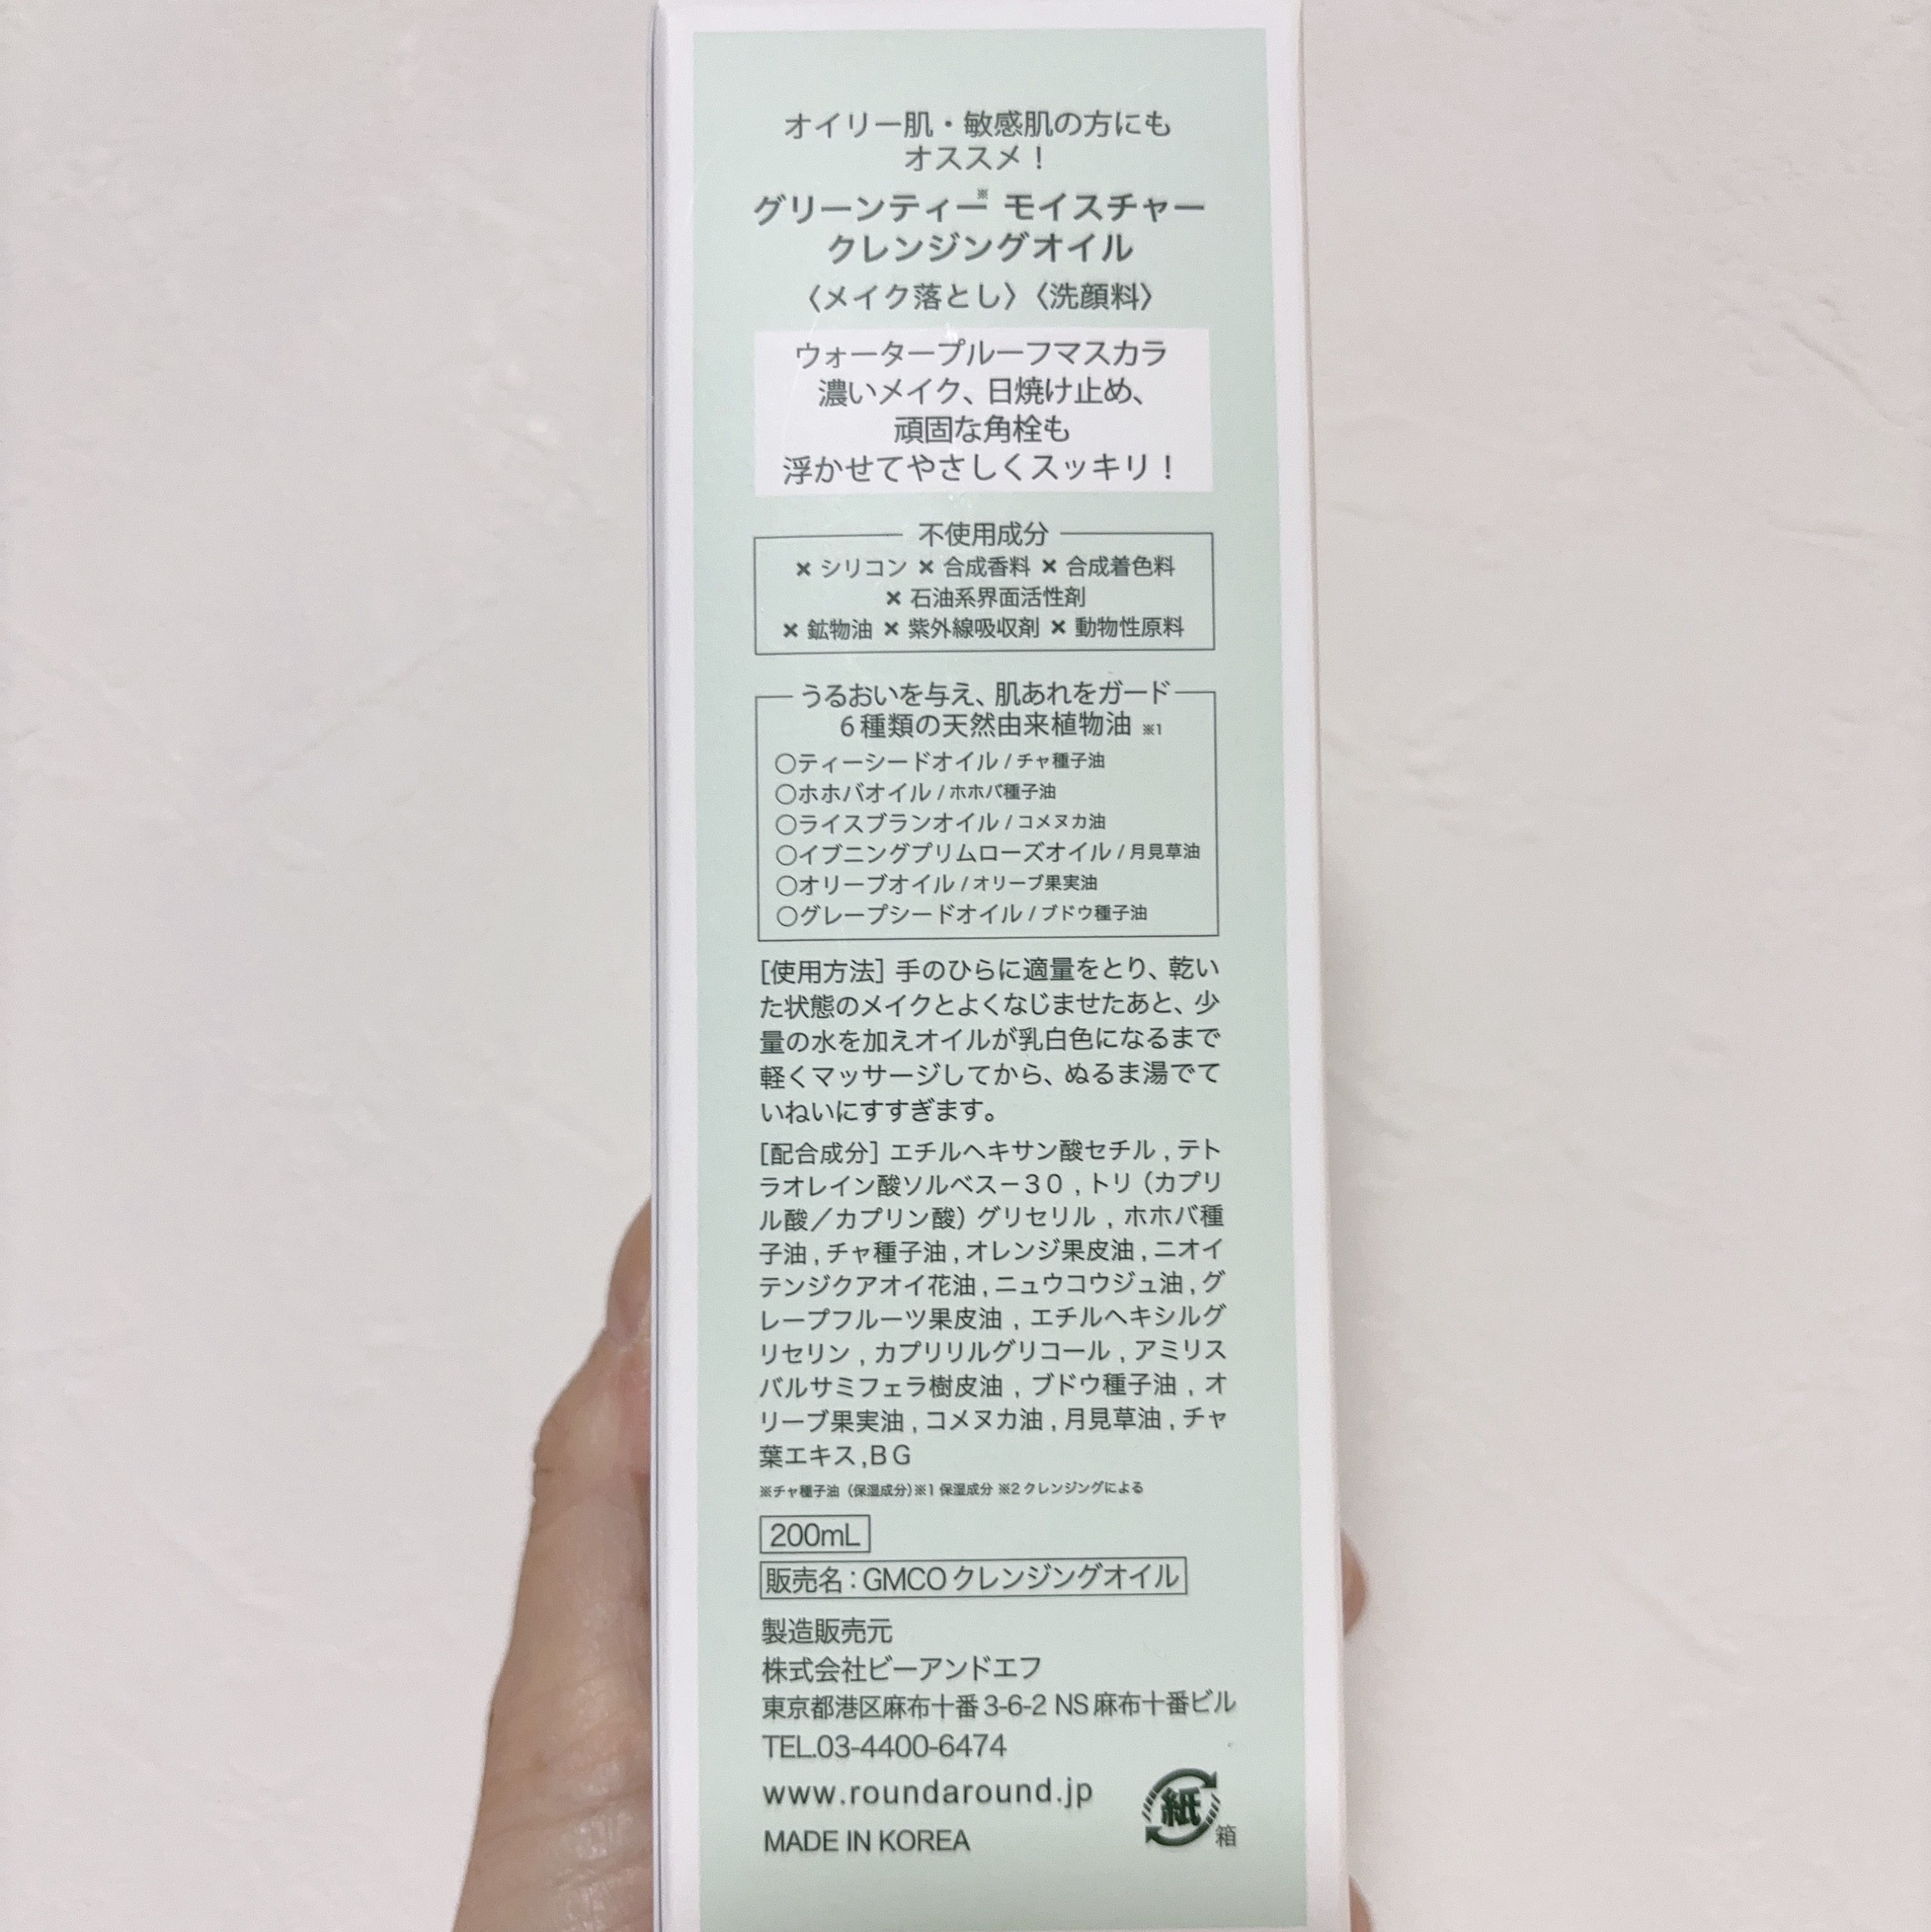 オイリー肌・敏感肌の方にも
オススメ！
グリーンティー※ モイスチャー
クレンジングオイル
〈メイク落とし〉〈洗顔料〉
ウォータープルーフマスカラ
濃いメイク、日焼け止め、
頑固な角栓も
浮かせてやさしくスッキリ！
不使用成分
× シリコン × 合成香料 × 合成着色料
× 石油系界面活性剤
× 鉱物油 × 紫外線吸収剤 × 動物性原料
うるおいを与え、肌あれをガード
6種類の天然由来植物油 ※1
○ティーシードオイル / チャ種子油
○ホホバオイル / ホホバ種子油
○ライスブランオイル / コメヌカ油
○イブニングプリムローズオイル / 月見草油
○オリーブオイル / オリーブ果実油
○グレープシードオイル / ブドウ種子油
［使用方法］手のひらに適量をとり、乾い
た状態のメイクとよくなじませたあと、少
量の水を加えオイルが乳白色になるまで
軽くマッサージしてから、ぬるま湯でて
いねいにすすぎます。
［配合成分］エチルヘキサン酸セチル , テト
ラオレイン酸ソルベス－３０ , トリ（カプリ
ル酸／カプリン酸）グリセリル , ホホバ種
子油 , チャ種子油 , オレンジ果皮油 , ニオイ
テンジクアオイ花油 , ニュウコウジュ油 , グ
レープフルーツ果皮油 , エチルヘキシルグ
リセリン , カプリリルグリコール , アミリス
バルサミフェラ樹皮油 , ブドウ種子油 , オ
リーブ果実油 , コメヌカ油 , 月見草油 , チャ
葉エキス ,ＢＧ
※チャ種子油（保湿成分）※1 保湿成分 ※2 クレンジングによる
200mL
販売名：GMCO クレンジングオイル
製造販売元
株式会社ビーアンドエフ
東京都港区麻布十番 3-6-2 NS 麻布十番ビル
TEL.03-4400-6474
www.roundaround.jp
MADE IN KOREA
紙
箱